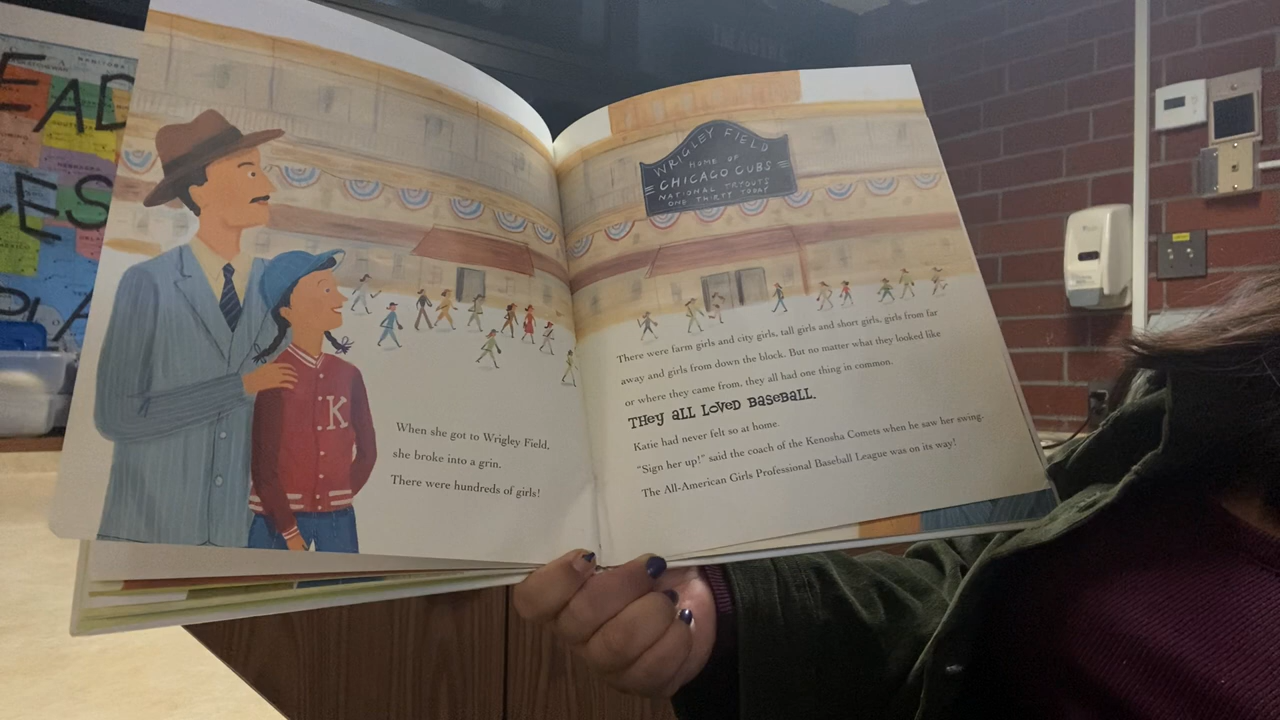 EAD
CES
PLA
MANITOBA
WRIGLEY FIELD
HOME OF
CHICAGO CUBS
NATIONAL TRYOUTS
ONE THIRTY TODAY
K
When she got to Wrigley Field,
she broke into a grin.
There were hundreds of girls!
There were farm girls and city girls, tall girls and short girls, girls from far
away and girls from down the block. But no matter what they looked like
or where they came from, they all had one thing in common.
THey aLL LoVeD BaSeBaLL.
Katie had never felt so at home.
"Sign her up!" said the coach of the Kenosha Comets when he saw her swing.
The All-American Girls Professional Baseball League was on its way!